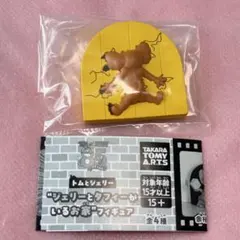 TAKARA
TOMY
A.R.T.S
トムとジェリー
"ジェリーとタフィーが
いるお家"フィギュア
対象年齢
15才以上
15+
全4種